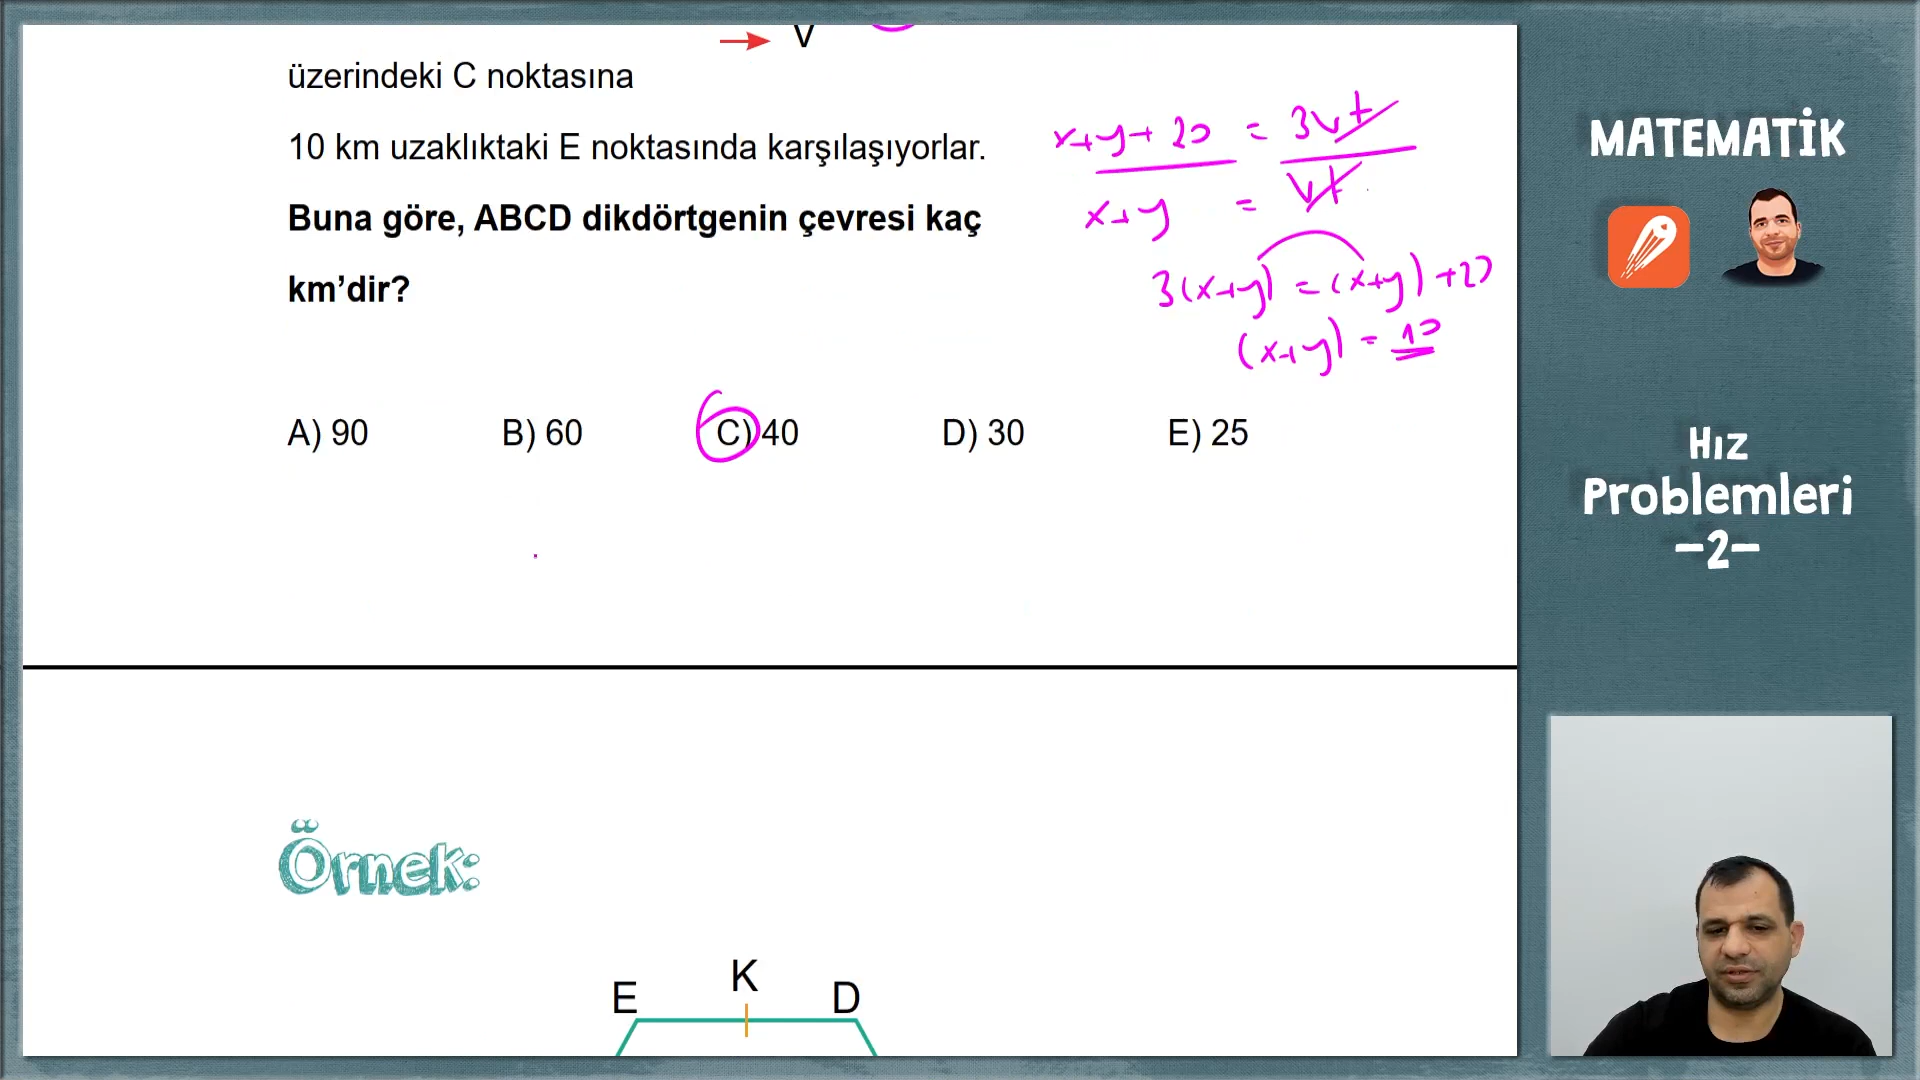 V
üzerindeki C noktasına
10 km uzaklıktaki E noktasında karşılaşıyorlar.
Buna göre, ABCD dikdörtgenin çevresi kaç
km’dir?
x+y+20 = 3vt
x+y = vt
3(x+y) = (x+y)+20
(x+y) = 10
A) 90 B) 60 C) 40 D) 30 E) 25
Örnek:
K
E D
MATEMATİK
Hız
Problemleri
-2-